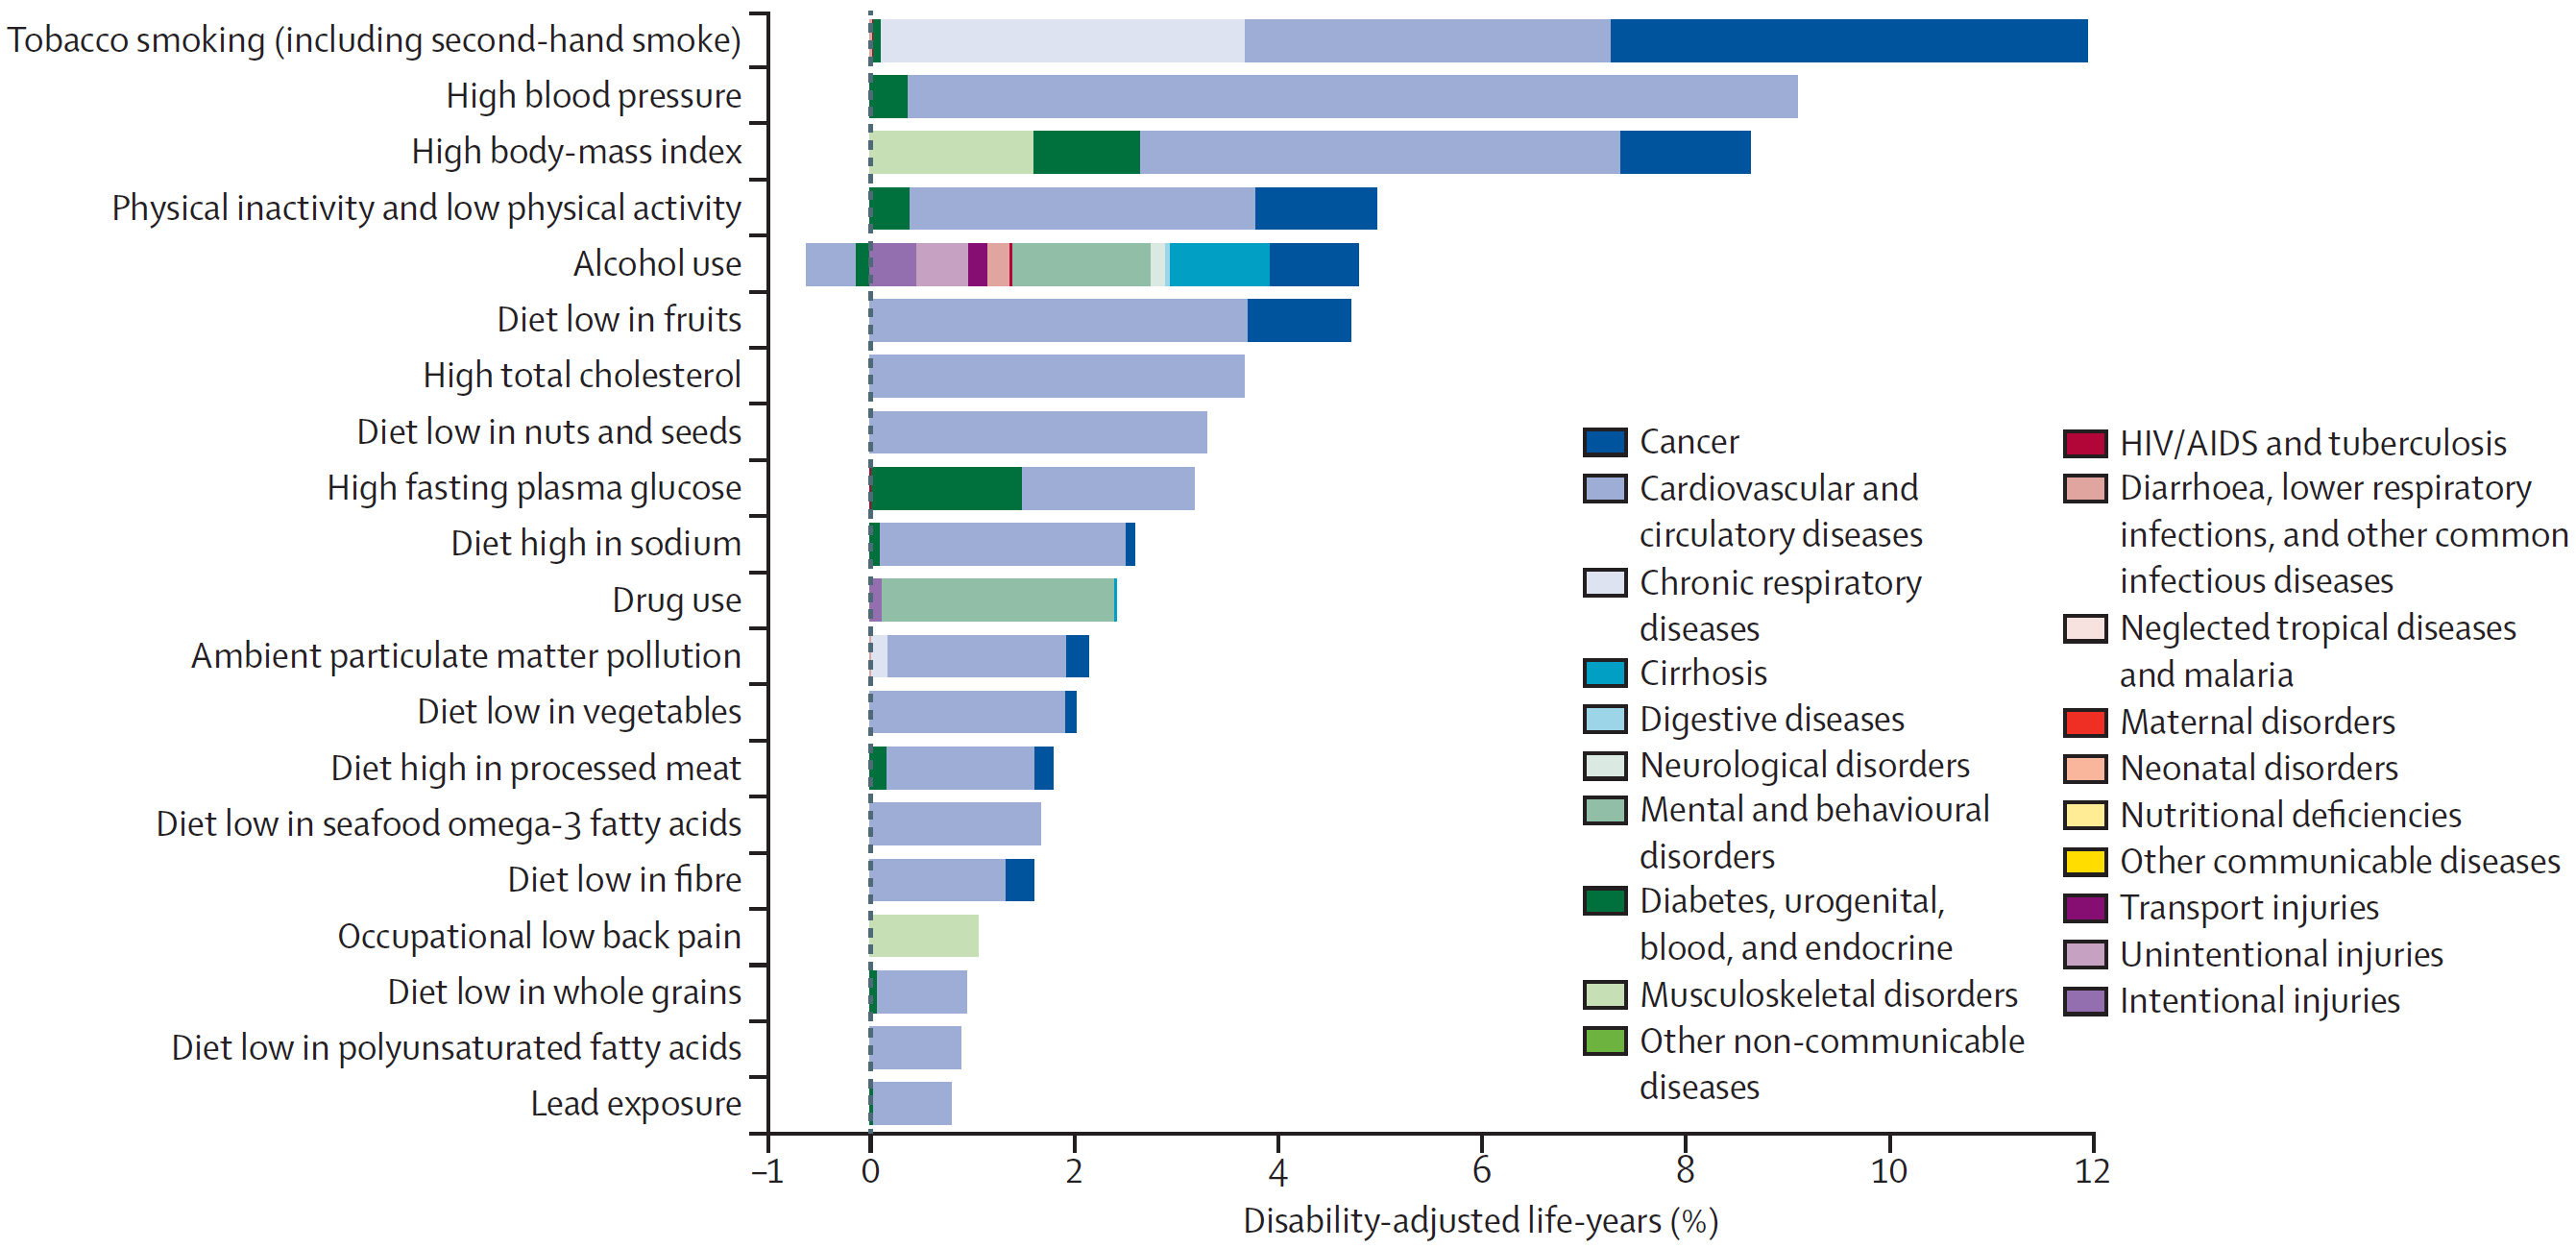 Tobacco smoking (including second-hand smoke)
High blood pressure
High body-mass index
Physical inactivity and low physical activity
Alcohol use
Diet low in fruits
High total cholesterol
Diet low in nuts and seeds
High fasting plasma glucose
Diet high in sodium
Drug use
Ambient particulate matter pollution
Diet low in vegetables
Diet high in processed meat
Diet low in seafood omega-3 fatty acids
Diet low in fibre
Occupational low back pain
Diet low in whole grains
Diet low in polyunsaturated fatty acids
Lead exposure
Cancer
Cardiovascular and
circulatory diseases
Chronic respiratory
diseases
Cirrhosis
Digestive diseases
Neurological disorders
Mental and behavioural
disorders
Diabetes, urogenital,
blood, and endocrine
Musculoskeletal disorders
Other non-communicable
diseases
HIV/AIDS and tuberculosis
Diarrhoea, lower respiratory
infections, and other common
infectious diseases
Neglected tropical diseases
and malaria
Maternal disorders
Neonatal disorders
Nutritional deficiencies
Other communicable diseases
Transport injuries
Unintentional injuries
Intentional injuries
–1 0 2 4 6 8 10 12
Disability-adjusted life-years (%)